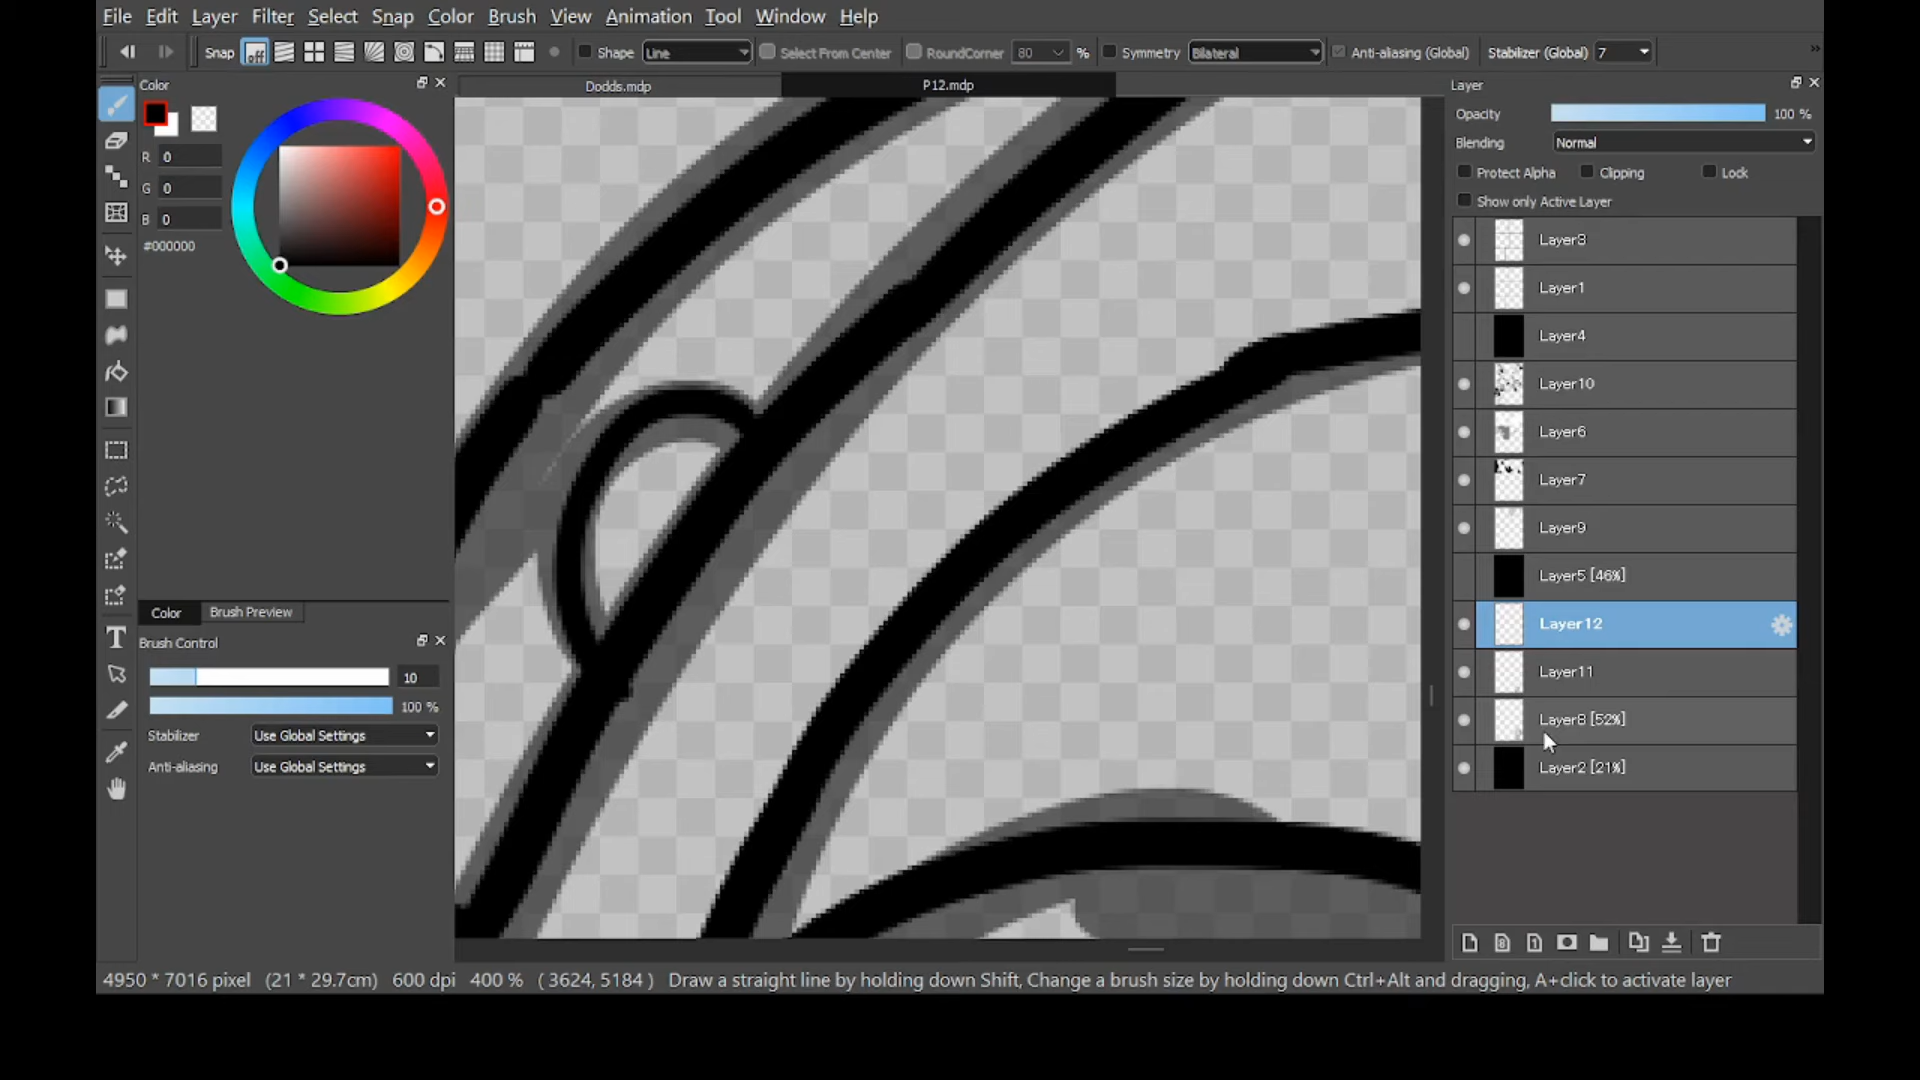 File Edit Layer Filter Select Snap Color Brush View Animation Tool Window Help
Snap off Shape Line Select From Center RoundCorner 80 % Symmetry Bilateral Anti-aliasing (Global) Stabilizer (Global) 7
Color
Dodds.mdp
P12.mdp
Layer
R 0
G 0
B 0
#000000
Opacity 100 %
Blending Normal
Protect Alpha Clipping Lock
Show only Active Layer
Layer3
Layer1
Layer4
Layer10
Layer6
Layer7
Layer9
Layer5 [46%]
Layer12
Layer11
Layer8 [52%]
Layer2 [21%]
Color Brush Preview
Brush Control
10
100 %
Stabilizer Use Global Settings
Anti-aliasing Use Global Settings
4950 * 7016 pixel (21 * 29.7cm) 600 dpi 400 % ( 3624, 5184 ) Draw a straight line by holding down Shift, Change a brush size by holding down Ctrl+Alt and dragging, A+click to activate layer